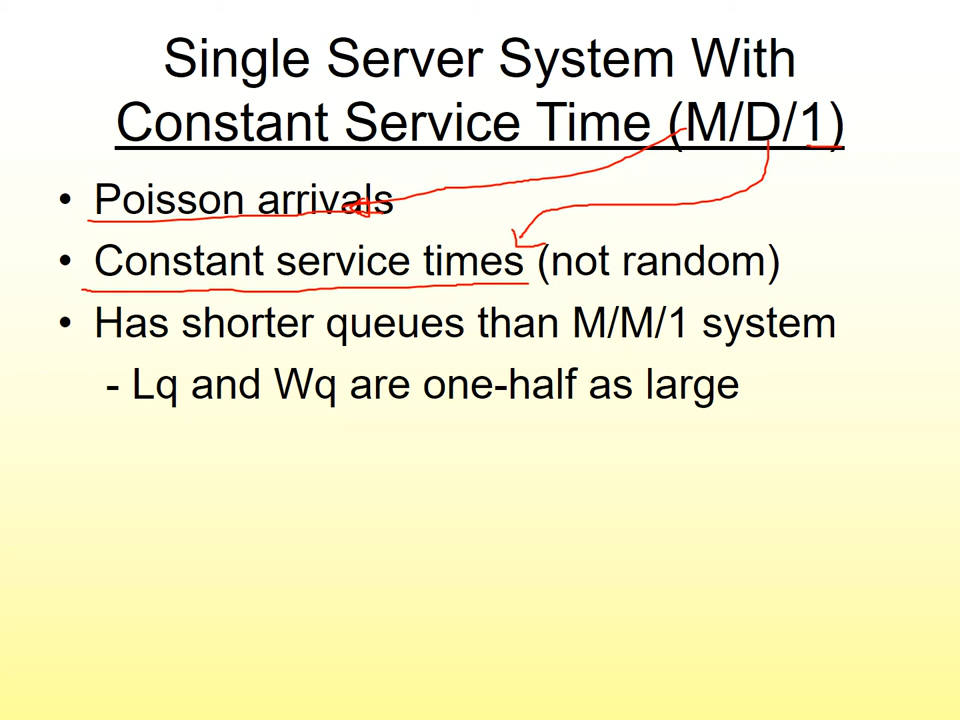 Single Server System With
Constant Service Time (M/D/1)
• Poisson arrivals
• Constant service times (not random)
• Has shorter queues than M/M/1 system
- Lq and Wq are one-half as large